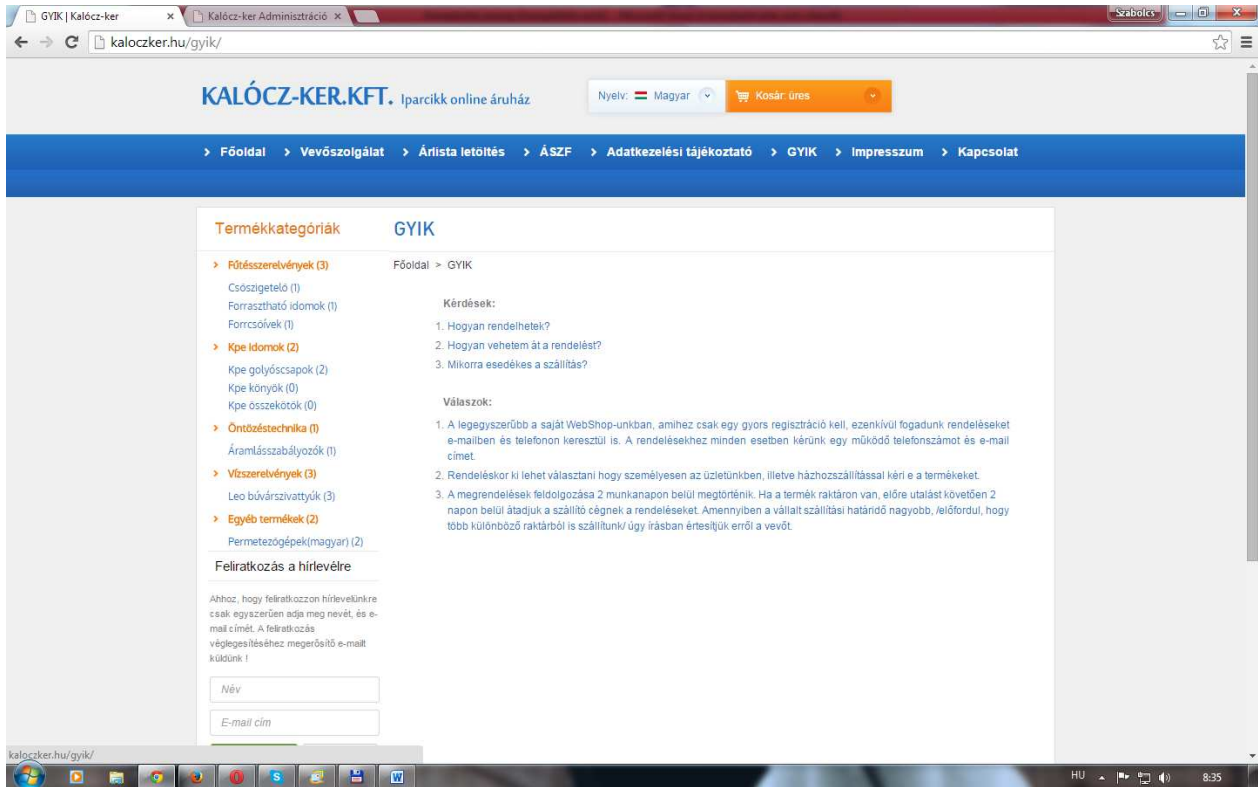 GYIK | Kalócz-ker
Kalócz-ker Adminisztráció
Szabolcs
kaloczker.hu/gyik/
KALÓCZ-KER.KFT. Iparcikk online áruház
Nyelv: Magyar
Kosár: üres
Főoldal
Vevőszolgálat
Árlista letöltés
ÁSZF
Adatkezelési tájékoztató
GYIK
Impresszum
Kapcsolat
Termékkategóriák
Fűtésszerelvények (3)
Csőszigetelő (1)
Forrasztható idomok (1)
Forrcsőívek (1)
Kpe Idomok (2)
Kpe golyóscsapok (2)
Kpe könyök (0)
Kpe összekötők (0)
Öntözéstechnika (1)
Áramlásszabályozók (1)
Vízszerelvények (3)
Leo búvárszivattyúk (3)
Egyéb termékek (2)
Permetezőgépek(magyar) (2)
Feliratkozás a hírlevélre
Ahhoz, hogy feliratkozzon hírlevelünkre
csak egyszerűen adja meg nevét, és e-
mail címét. A feliratkozás
véglegesítéséhez megerősítő e-mailt
küldünk !
Név
E-mail cím
GYIK
Főoldal > GYIK
Kérdések:
1. Hogyan rendelhetek?
2. Hogyan vehetem át a rendelést?
3. Mikorra esedékes a szállítás?
Válaszok:
1. A legegyszerűbb a saját WebShop-unkban, amihez csak egy gyors regisztráció kell, ezenkívül fogadunk rendeléseket
e-mailben és telefonon keresztül is. A rendelésekhez minden esetben kérünk egy működő telefonszámot és e-mail
címet.
2. Rendeléskor ki lehet választani hogy személyesen az üzletünkben, illetve házhozszállítással kéri e a termékeket.
3. A megrendelések feldolgozása 2 munkanapon belül megtörténik. Ha a termék raktáron van, előre utalást követően 2
napon belül átadjuk a szállító cégnek a rendeléseket. Amennyiben a vállalt szállítási határidő nagyobb, /előfordul, hogy
több különböző raktárból is szállítunk/ úgy írásban értesítjük erről a vevőt.
kaloczker.hu/gyik/
HU
8:35